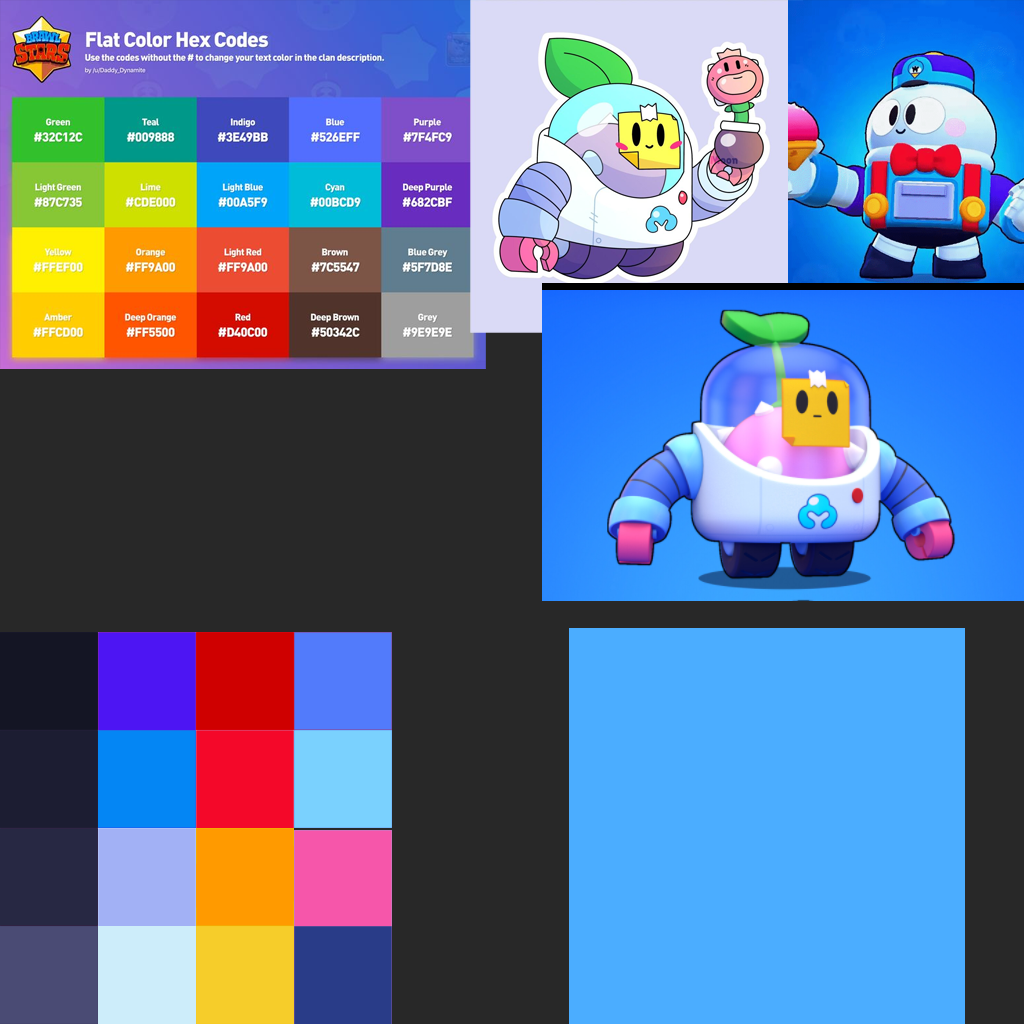 BRAWL
STARS
Flat Color Hex Codes
Use the codes without the # to change your text color in the clan description.
by /u/Daddy_Dynamite
Green
#32C12C
Teal
#009888
Indigo
#3E49BB
Blue
#526EFF
Purple
#7F4FC9
Light Green
#87C735
Lime
#CDE000
Light Blue
#00A5F9
Cyan
#00BCD9
Deep Purple
#682CBF
Yellow
#FFEF00
Orange
#FF9A00
Light Red
#FF9A00
Brown
#7C5547
Blue Grey
#5F7D8E
Amber
#FFCD00
Deep Orange
#FF5500
Red
#D40C00
Deep Brown
#50342C
Grey
#9E9E9E